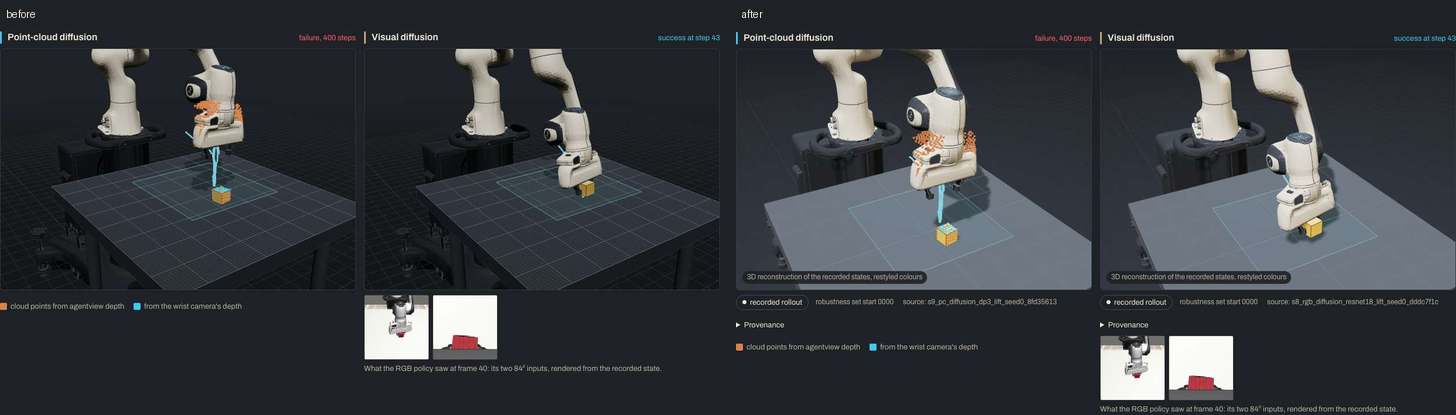 before
Point-cloud diffusion
failure, 400 steps
Visual diffusion
success at step 43
cloud points from agentview depth
from the wrist camera's depth
What the RGB policy saw at frame 40: its two 84² inputs, rendered from the recorded state.
after
Point-cloud diffusion
failure, 400 steps
Visual diffusion
success at step 43
3D reconstruction of the recorded states, restyled colours
3D reconstruction of the recorded states, restyled colours
recorded rollout
robustness set start 0000
source: s9_pc_diffusion_dp3_lift_seed0_8fd35613
recorded rollout
robustness set start 0000
source: s8_rgb_diffusion_resnet18_lift_seed0_dddc7f1c
Provenance
Provenance
cloud points from agentview depth
from the wrist camera's depth
What the RGB policy saw at frame 40: its two 84² inputs, rendered from the recorded state.